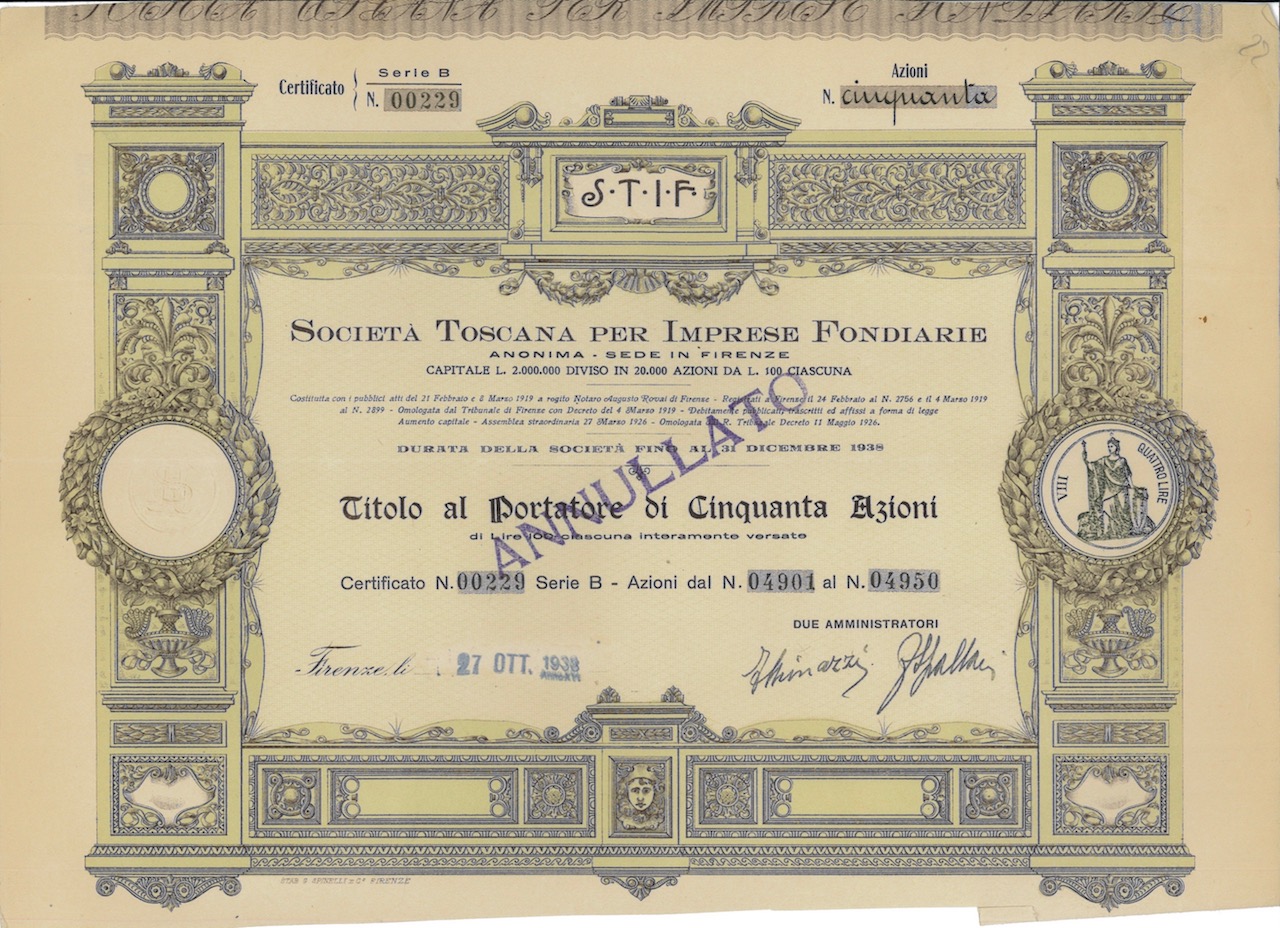 Serie B
Certificato N. 00229
Azioni
N. cinquanta
S·T·I·F·
SOCIETÀ TOSCANA PER IMPRESE FONDIARIE
ANONIMA - SEDE IN FIRENZE
CAPITALE L. 2.000.000 DIVISO IN 20.000 AZIONI DA L. 100 CIASCUNA
Costituita con i pubblici atti del 21 Febbraio e 8 Marzo 1919 a rogito Notaro Augusto Rovai di Firenze - Registrati a Firenze il 24 Febbraio al N. 2756 e il 4 Marzo 1919
al N. 2899 - Omologata dal Tribunale di Firenze con Decreto del 4 Marzo 1919 - Debitamente pubblicati, trascritti ed affissi a forma di legge
Aumento capitale - Assemblea straordinaria 27 Marzo 1926 - Omologata dal R. Tribunale Decreto 11 Maggio 1926.
DURATA DELLA SOCIETÀ FINO AL 31 DICEMBRE 1938
ANNULLATO
Titolo al Portatore di Cinquanta Azioni
di Lire 100 ciascuna interamente versate
Certificato N. 00229 Serie B - Azioni dal N. 04901 al N. 04950
VIII QUATTRO LIRE
DUE AMMINISTRATORI
Firenze, li 27 OTT. 1938
FIRENZE